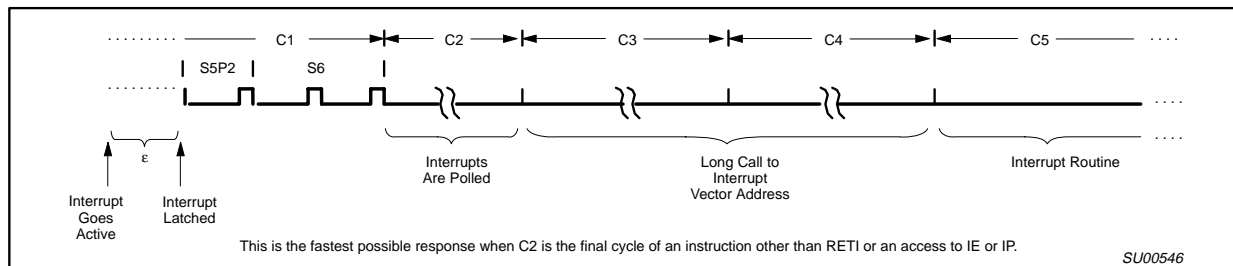 C1 C2 C3 C4 C5
S5P2 S6
ε
Interrupt
Goes
Active
Interrupt
Latched
Interrupts
Are Polled
Long Call to
Interrupt
Vector Address
Interrupt Routine
This is the fastest possible response when C2 is the final cycle of an instruction other than RETI or an access to IE or IP.
SU00546